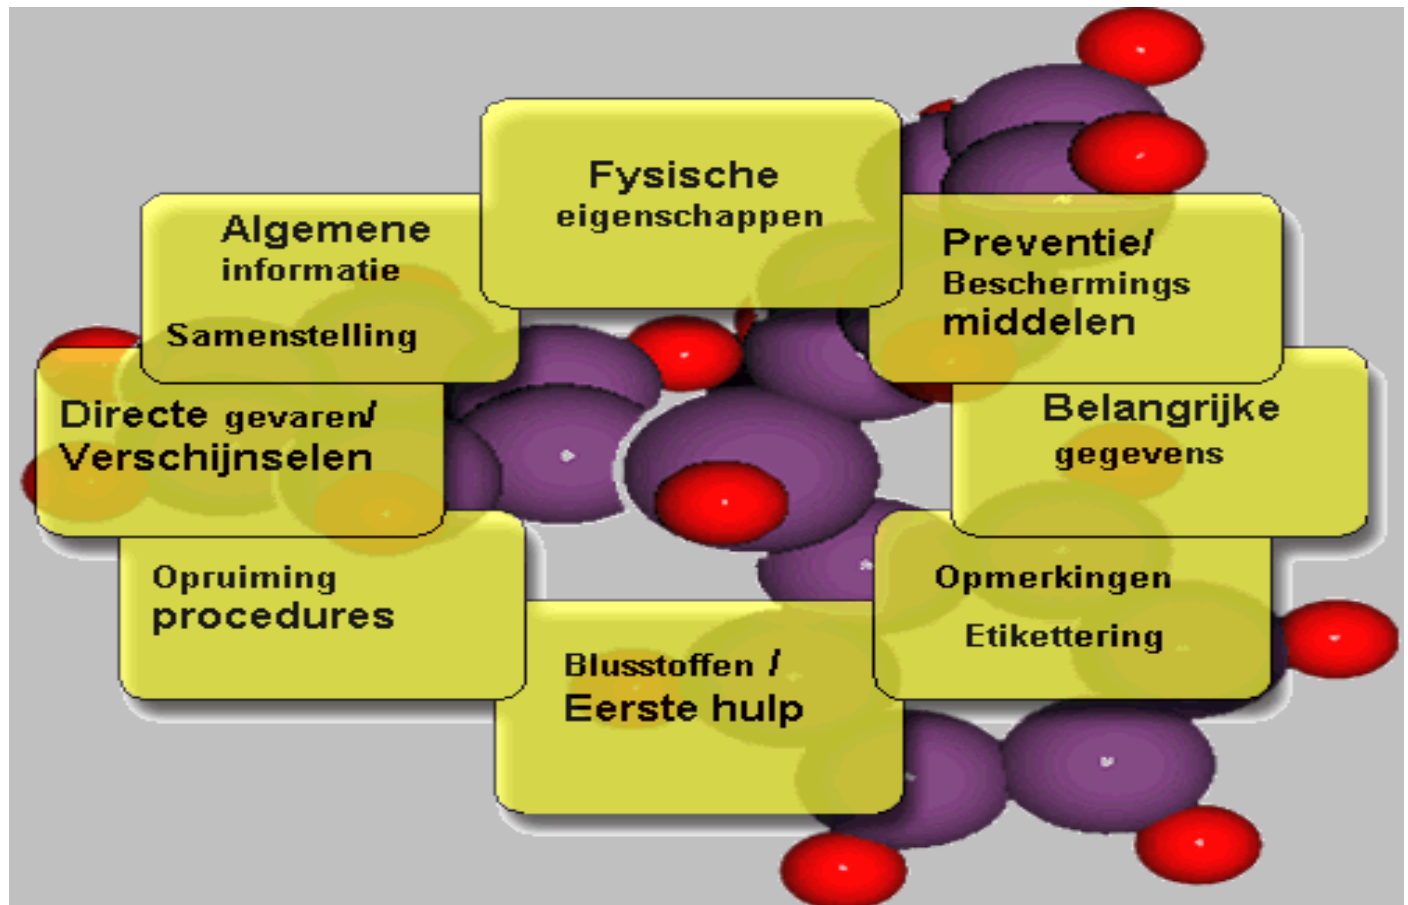 Fysische
eigenschappen
Algemene
informatie
Samenstelling
Preventie/
Beschermings
middelen
Directe gevaren/
Verschijnselen
Belangrijke
gegevens
Opruiming
procedures
Opmerkingen
Etikettering
Blusstoffen /
Eerste hulp